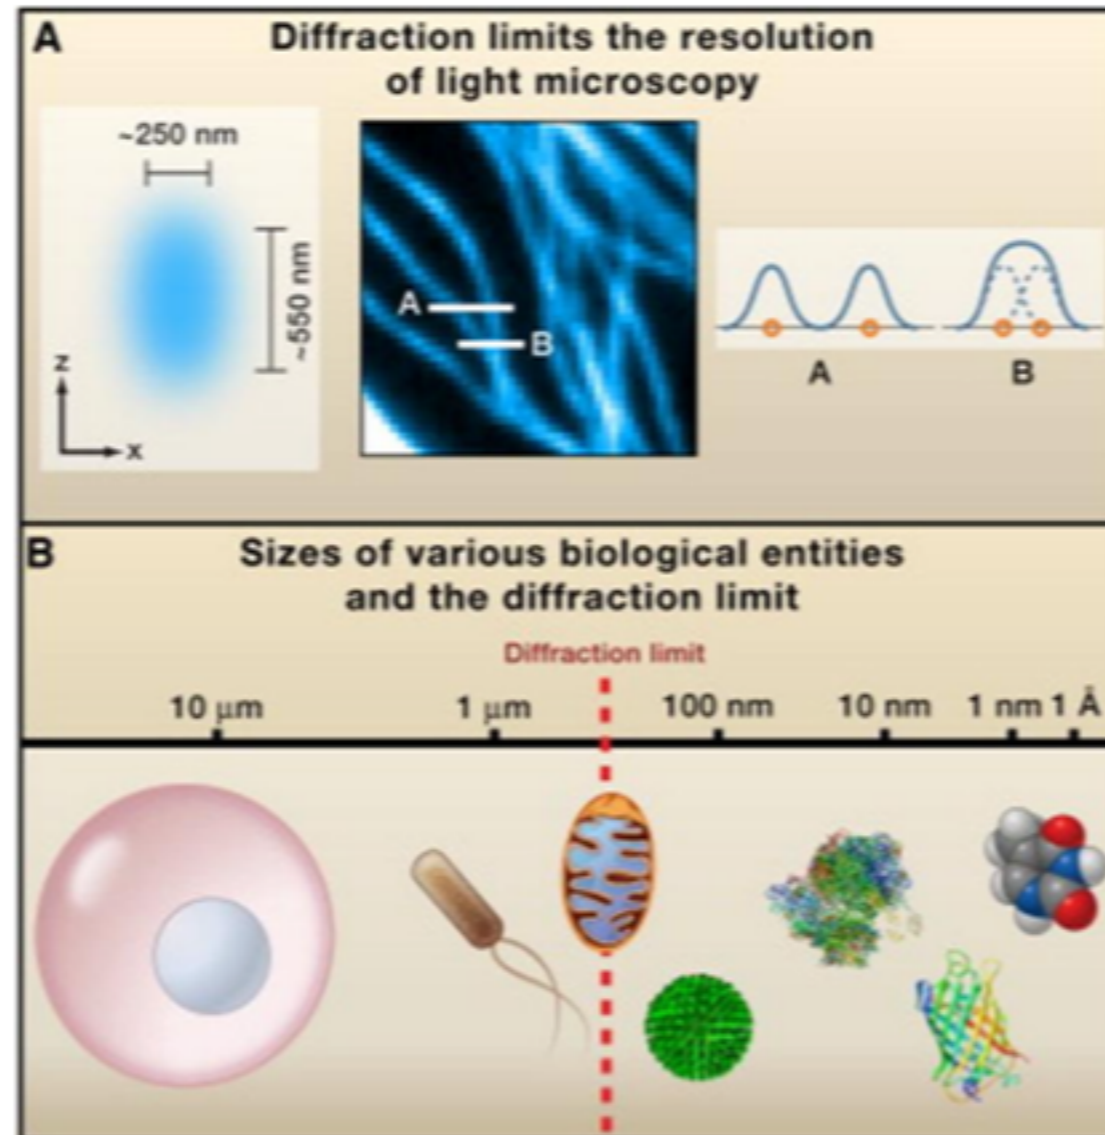 A
Diffraction limits the resolution
of light microscopy
~250 nm
~550 nm
z
x
A
B
A
B
B
Sizes of various biological entities
and the diffraction limit
Diffraction limit
10 μm
1 μm
100 nm
10 nm
1 nm
1 Å